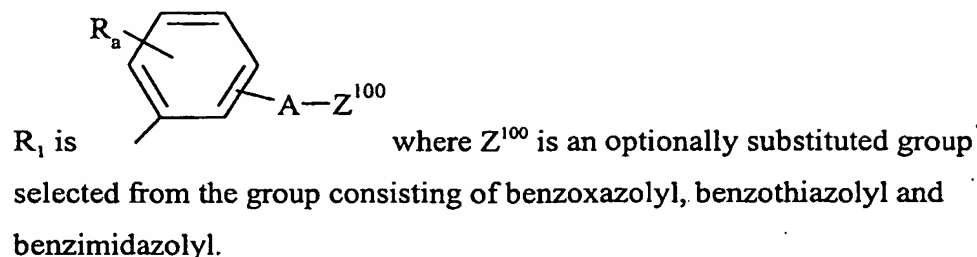 Rₐ
A—Z¹⁰⁰
R₁ is where Z¹⁰⁰ is an optionally substituted group
selected from the group consisting of benzoxazolyl, benzothiazolyl and
benzimidazolyl.